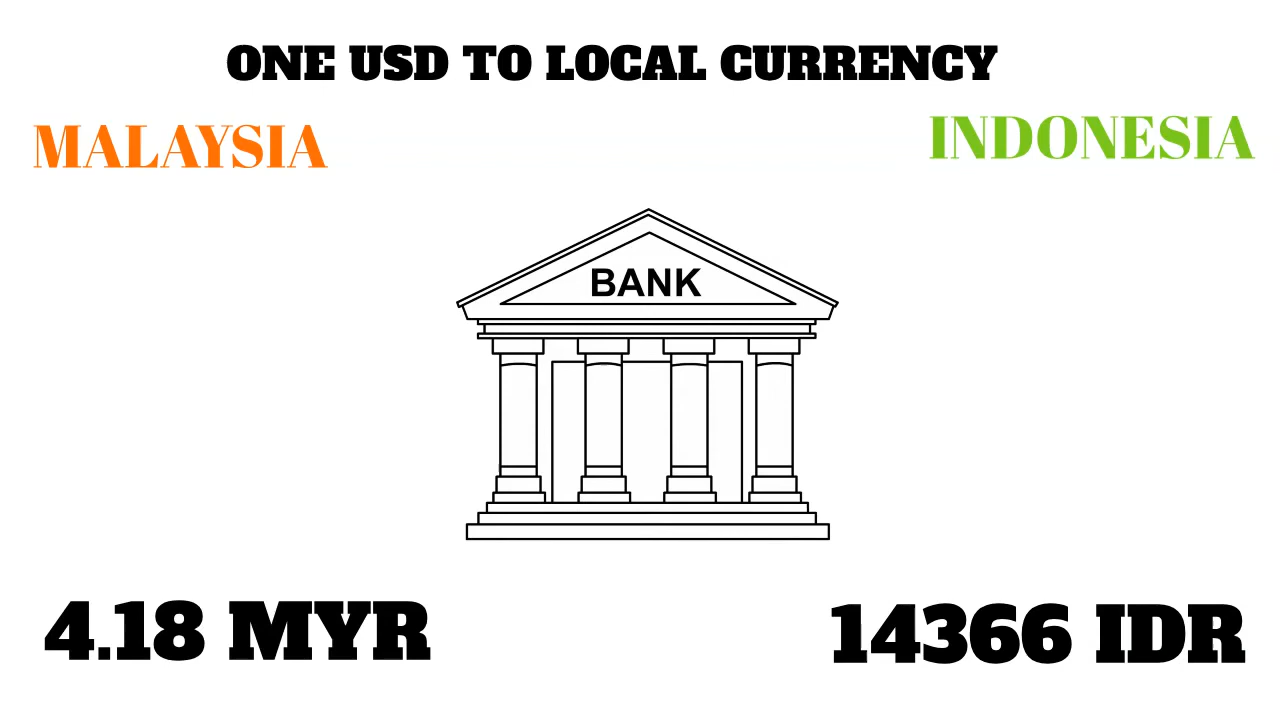 ONE USD TO LOCAL CURRENCY
MALAYSIA
INDONESIA
BANK
4.18 MYR
14366 IDR